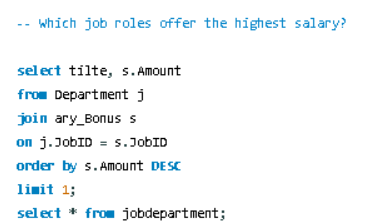 -- Which job roles offer the highest salary?
select tilte, s.Amount
from Department j
join ary_Bonus s
on j.JobID = s.JobID
order by s.Amount DESC
limit 1;
select * from jobdepartment;